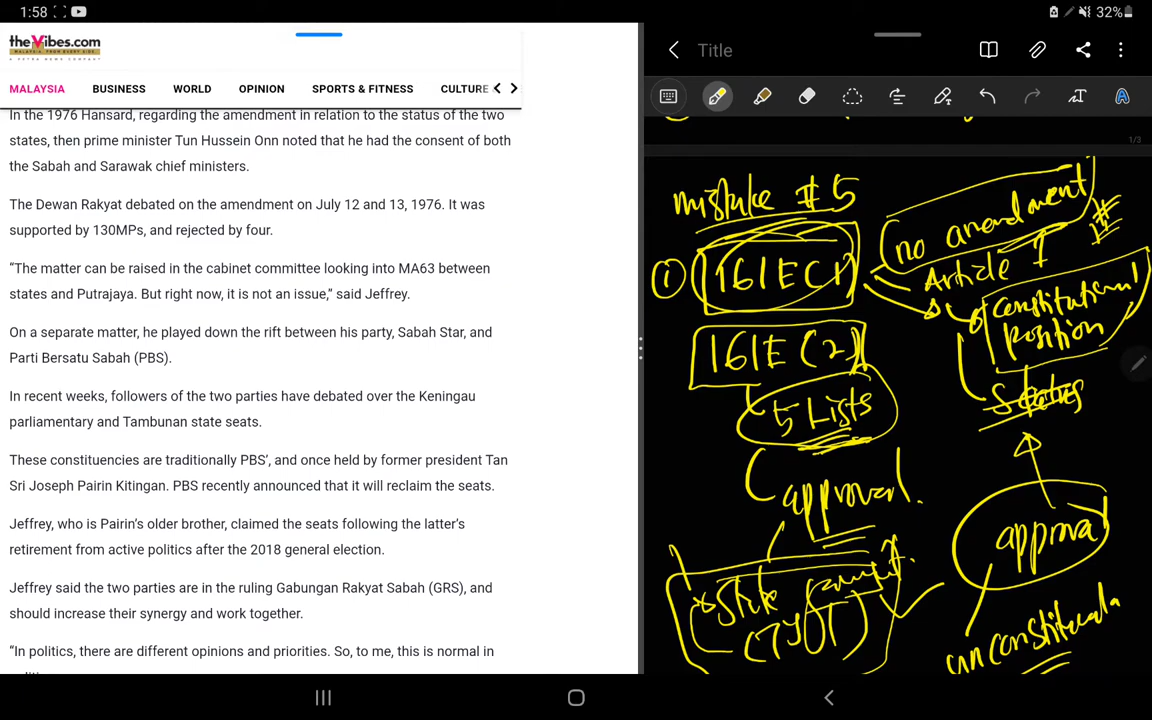 1:58
32%
theVibes.com
MALAYSIA BUSINESS WORLD OPINION SPORTS & FITNESS CULTURE
In the 1976 Hansard, regarding the amendment in relation to the status of the two
states, then prime minister Tun Hussein Onn noted that he had the consent of both
the Sabah and Sarawak chief ministers.
The Dewan Rakyat debated on the amendment on July 12 and 13, 1976. It was
supported by 130MPs, and rejected by four.
“The matter can be raised in the cabinet committee looking into MA63 between
states and Putrajaya. But right now, it is not an issue,” said Jeffrey.
On a separate matter, he played down the rift between his party, Sabah Star, and
Parti Bersatu Sabah (PBS).
In recent weeks, followers of the two parties have debated over the Keningau
parliamentary and Tambunan state seats.
These constituencies are traditionally PBS’, and once held by former president Tan
Sri Joseph Pairin Kitingan. PBS recently announced that it will reclaim the seats.
Jeffrey, who is Pairin’s older brother, claimed the seats following the latter’s
retirement from active politics after the 2018 general election.
Jeffrey said the two parties are in the ruling Gabungan Rakyat Sabah (GRS), and
should increase their synergy and work together.
“In politics, there are different opinions and priorities. So, to me, this is normal in
Title
1/3
mistake #5
① 161E(1)
161E(2)
5 Lists
approval.
State
(TYT)
no amendment
Article 1
constitutional
position
approval